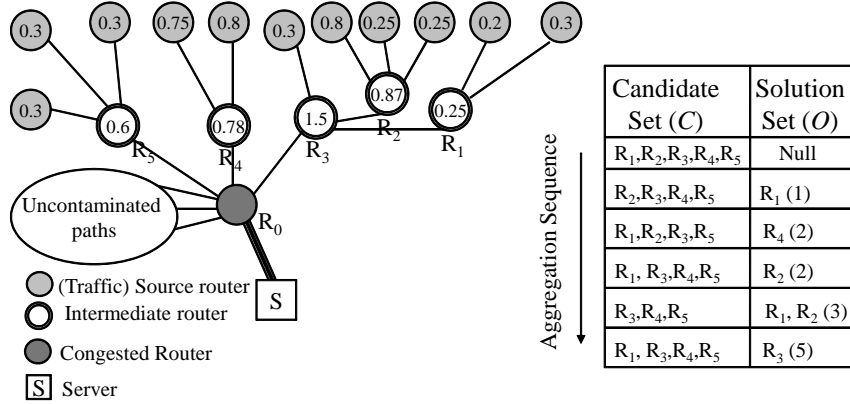 0.3 0.3 0.75 0.8 0.3 0.8 0.25 0.25 0.2 0.3
0.3 0.6 0.78 1.5 0.87 0.25
R5 R4 R3 R2 R1
Uncontaminated
paths
R0
(Traffic) Source router
Intermediate router
Congested Router
S Server
S
Aggregation Sequence
Candidate Set (C) Solution Set (O)
R1,R2,R3,R4,R5 Null
R2,R3,R4,R5 R1 (1)
R1,R2,R3,R5 R4 (2)
R1, R3,R4,R5 R2 (2)
R3,R4,R5 R1, R2 (3)
R1, R3,R4,R5 R3 (5)